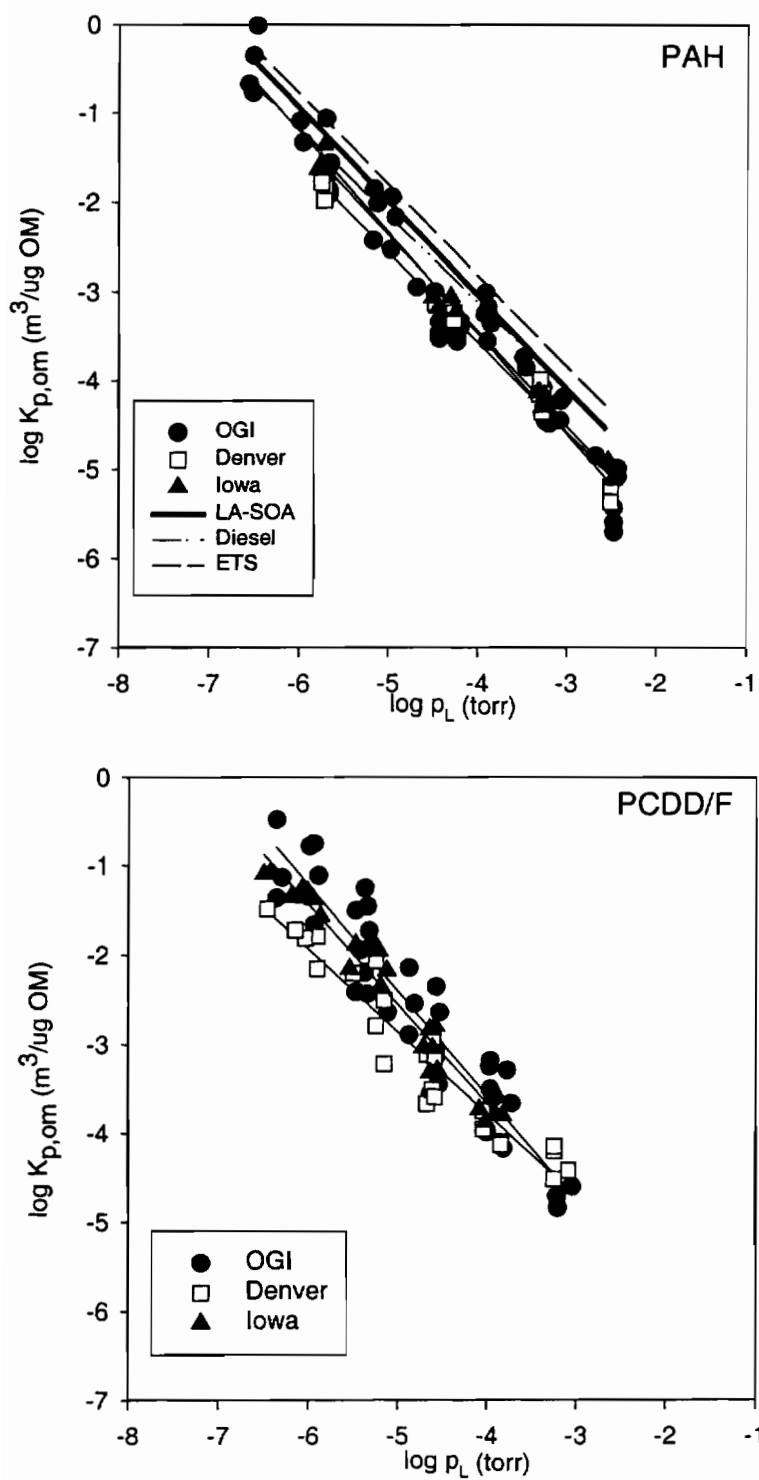 PAH
0
-1
-2
-3
-4
-5
-6
-7
log Kp,om (m3/ug OM)
OGI
Denver
Iowa
LA-SOA
Diesel
ETS
-8 -7 -6 -5 -4 -3 -2 -1
log pL (torr)
PCDD/F
0
-1
-2
-3
-4
-5
-6
-7
log Kp,om (m3/ug OM)
OGI
Denver
Iowa
-8 -7 -6 -5 -4 -3 -2 -1
log pL (torr)